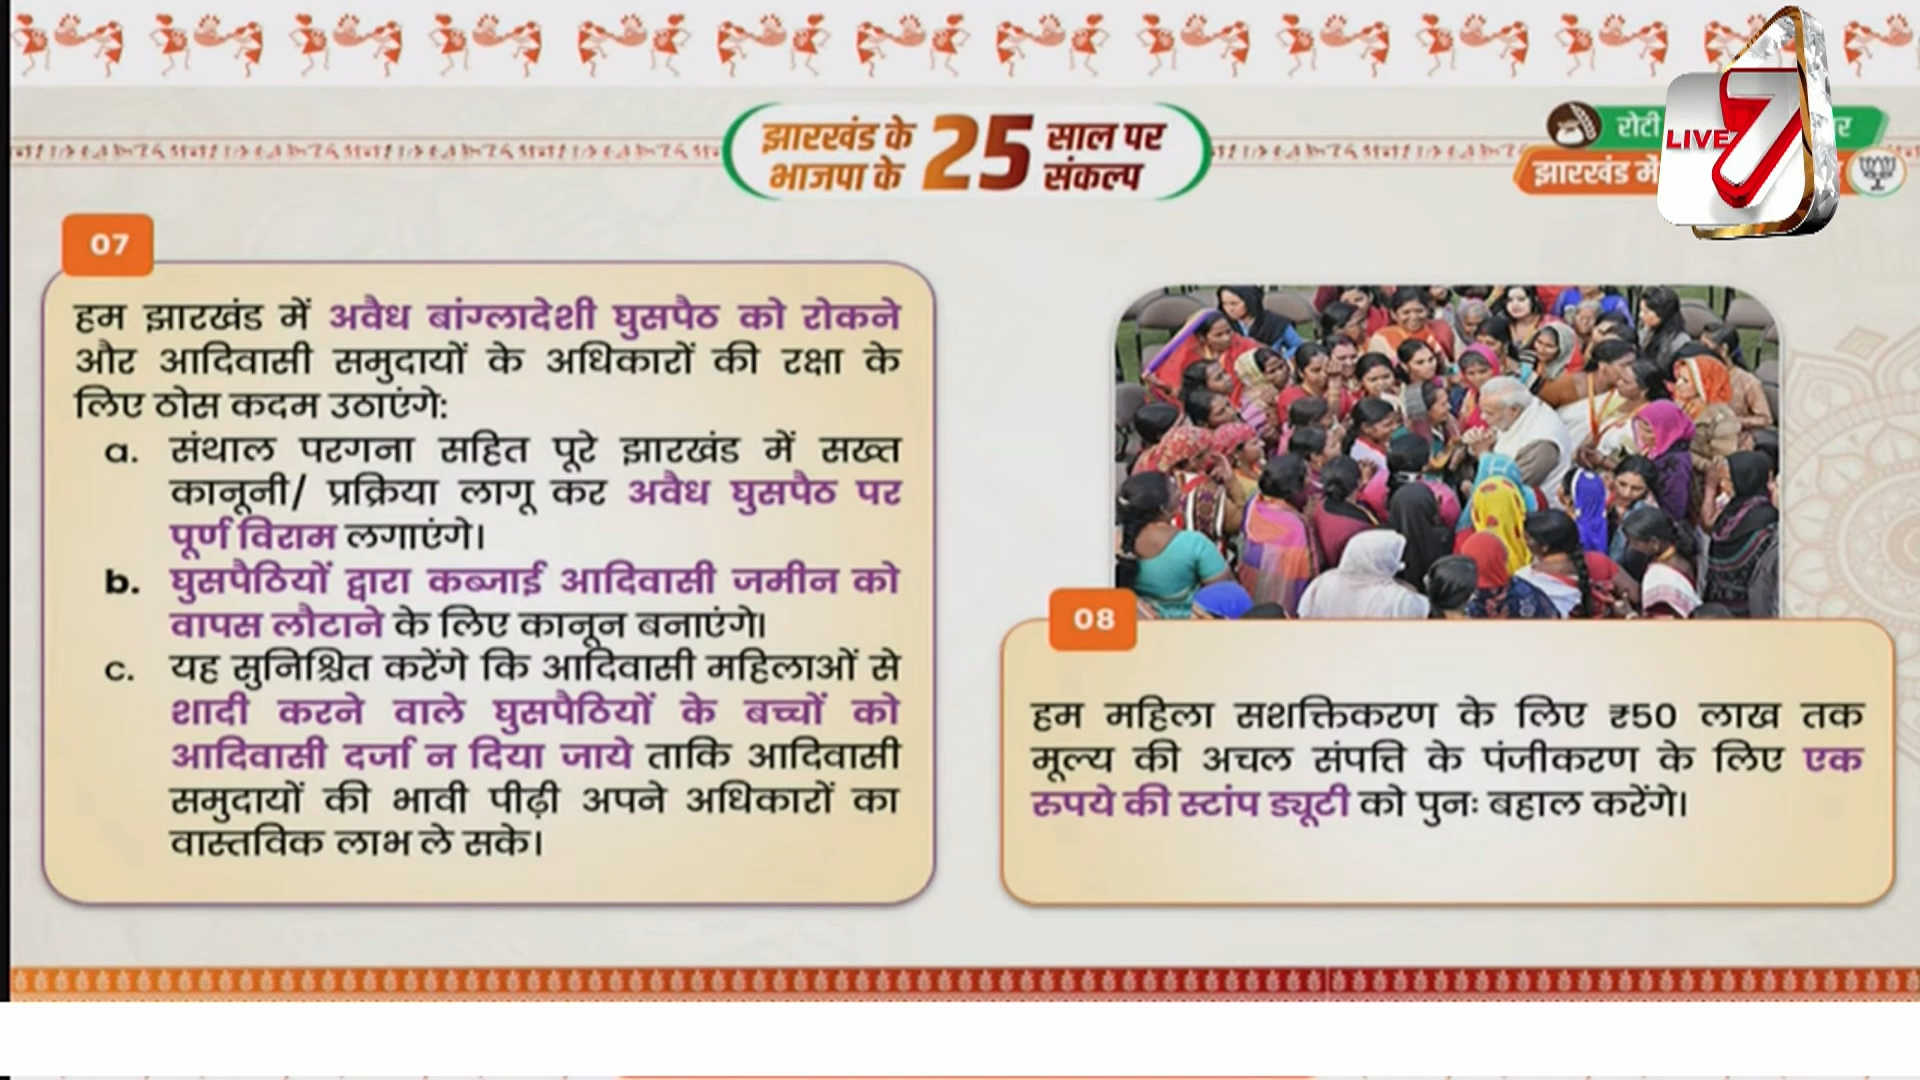 झारखंड के 25 साल पर
भाजपा के संकल्प
रोटी
झारखंड में
LIVE 7
07
हम झारखंड में अवैध बांग्लादेशी घुसपैठ को रोकने
और आदिवासी समुदायों के अधिकारों की रक्षा के
लिए ठोस कदम उठाएंगे:
a. संथाल परगना सहित पूरे झारखंड में सख्त
कानूनी/ प्रक्रिया लागू कर अवैध घुसपैठ पर
पूर्ण विराम लगाएंगे।
b. घुसपैठियों द्वारा कब्जाई आदिवासी जमीन को
वापस लौटाने के लिए कानून बनाएंगे।
c. यह सुनिश्चित करेंगे कि आदिवासी महिलाओं से
शादी करने वाले घुसपैठियों के बच्चों को
आदिवासी दर्जा न दिया जाये ताकि आदिवासी
समुदायों की भावी पीढ़ी अपने अधिकारों का
वास्तविक लाभ ले सके।
08
हम महिला सशक्तिकरण के लिए ₹50 लाख तक
मूल्य की अचल संपत्ति के पंजीकरण के लिए एक
रुपये की स्टांप ड्यूटी को पुनः बहाल करेंगे।